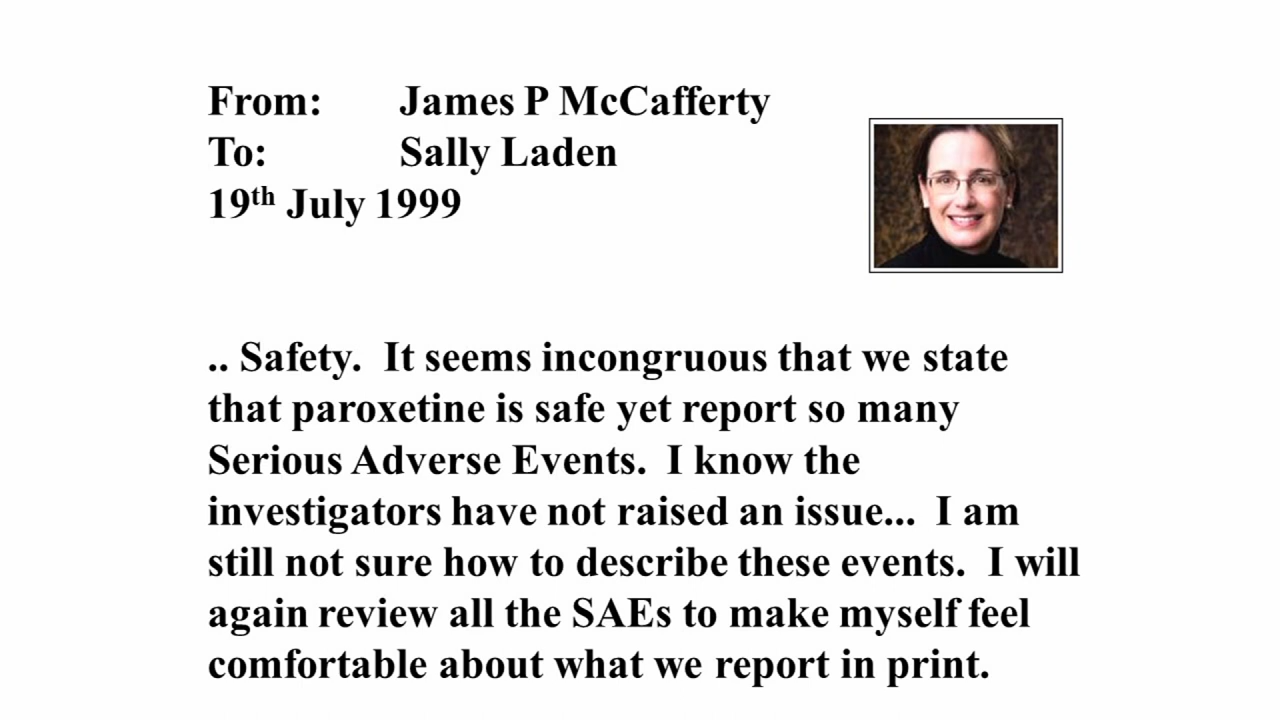 From: James P McCafferty
To: Sally Laden
19th July 1999
.. Safety. It seems incongruous that we state
that paroxetine is safe yet report so many
Serious Adverse Events. I know the
investigators have not raised an issue... I am
still not sure how to describe these events. I will
again review all the SAEs to make myself feel
comfortable about what we report in print.